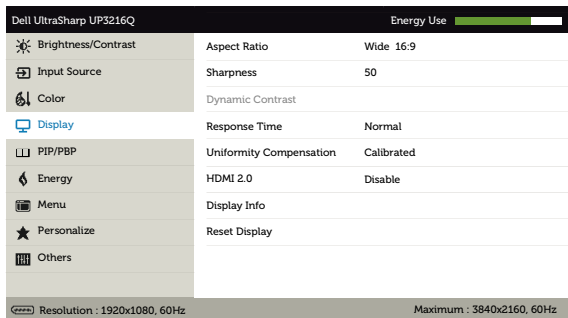 Dell UltraSharp UP3216Q Energy Use
Brightness/Contrast Aspect Ratio Wide 16:9
Input Source Sharpness 50
Color Dynamic Contrast
Display Response Time Normal
PIP/PBP Uniformity Compensation Calibrated
Energy HDMI 2.0 Disable
Menu Display Info
Personalize Reset Display
Others
Resolution : 1920x1080, 60Hz Maximum : 3840x2160, 60Hz